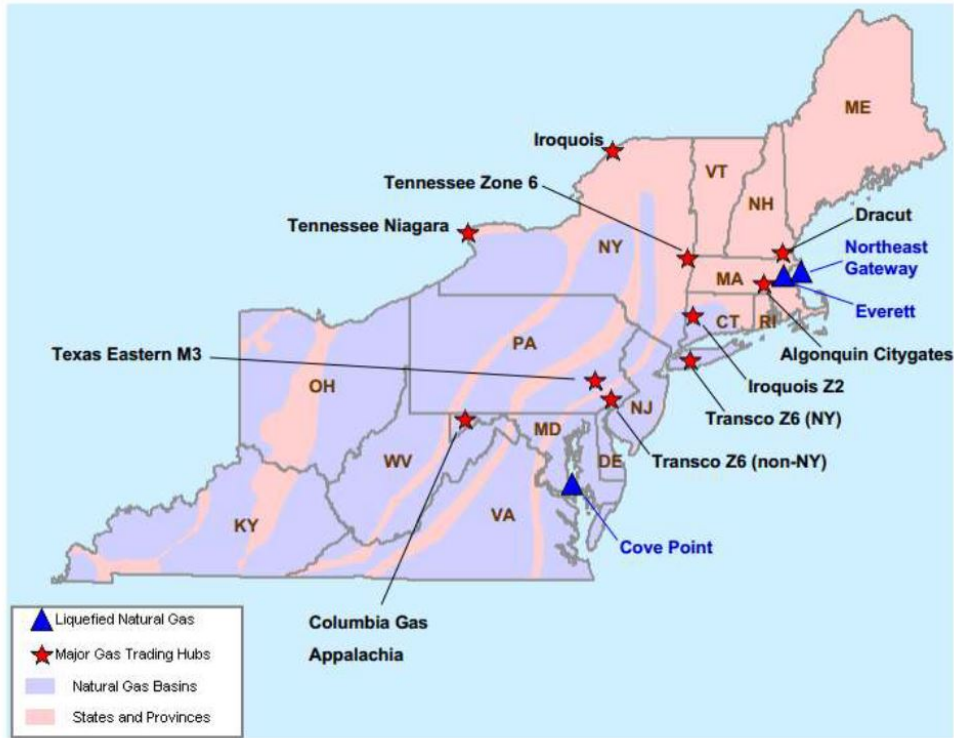 ME
Iroquois
VT
Tennessee Zone 6
NH
Dracut
Tennessee Niagara
NY
Northeast
Gateway
MA
Everett
CT
RI
PA
Texas Eastern M3
Algonquin Citygates
OH
Iroquois Z2
NJ
Transco Z6 (NY)
MD
WV
DE
Transco Z6 (non-NY)
VA
KY
Cove Point
Columbia Gas
Appalachia
Liquefied Natural Gas
Major Gas Trading Hubs
Natural Gas Basins
States and Provinces